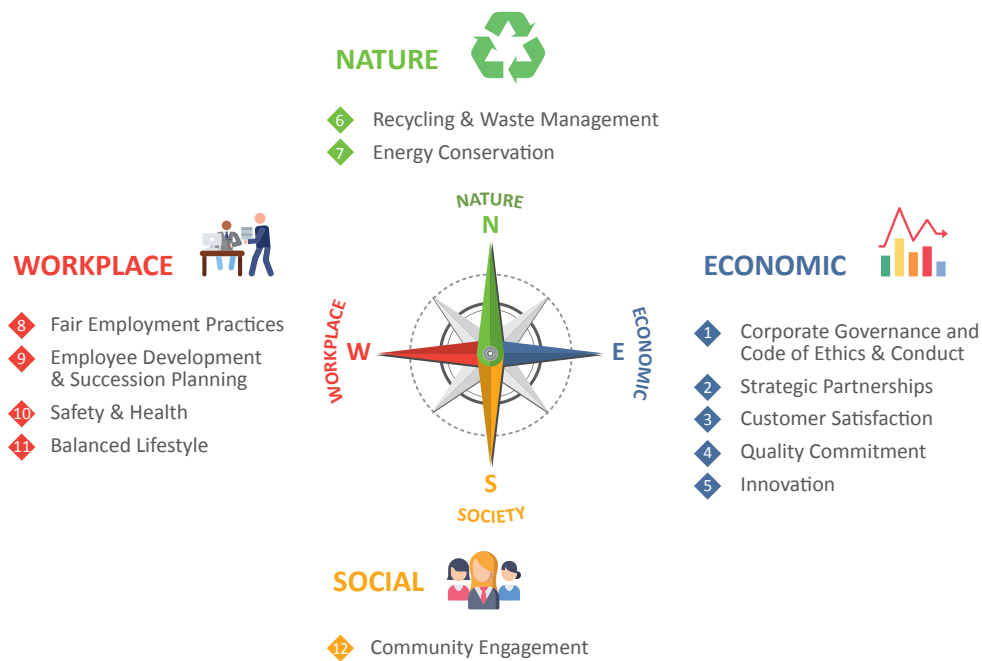 NATURE
6 Recycling & Waste Management
7 Energy Conservation
WORKPLACE
8 Fair Employment Practices
9 Employee Development
& Succession Planning
10 Safety & Health
11 Balanced Lifestyle
NATURE
N
WORKPLACE
W
E
ECONOMIC
S
SOCIETY
ECONOMIC
1 Corporate Governance and
Code of Ethics & Conduct
2 Strategic Partnerships
3 Customer Satisfaction
4 Quality Commitment
5 Innovation
SOCIAL
12 Community Engagement